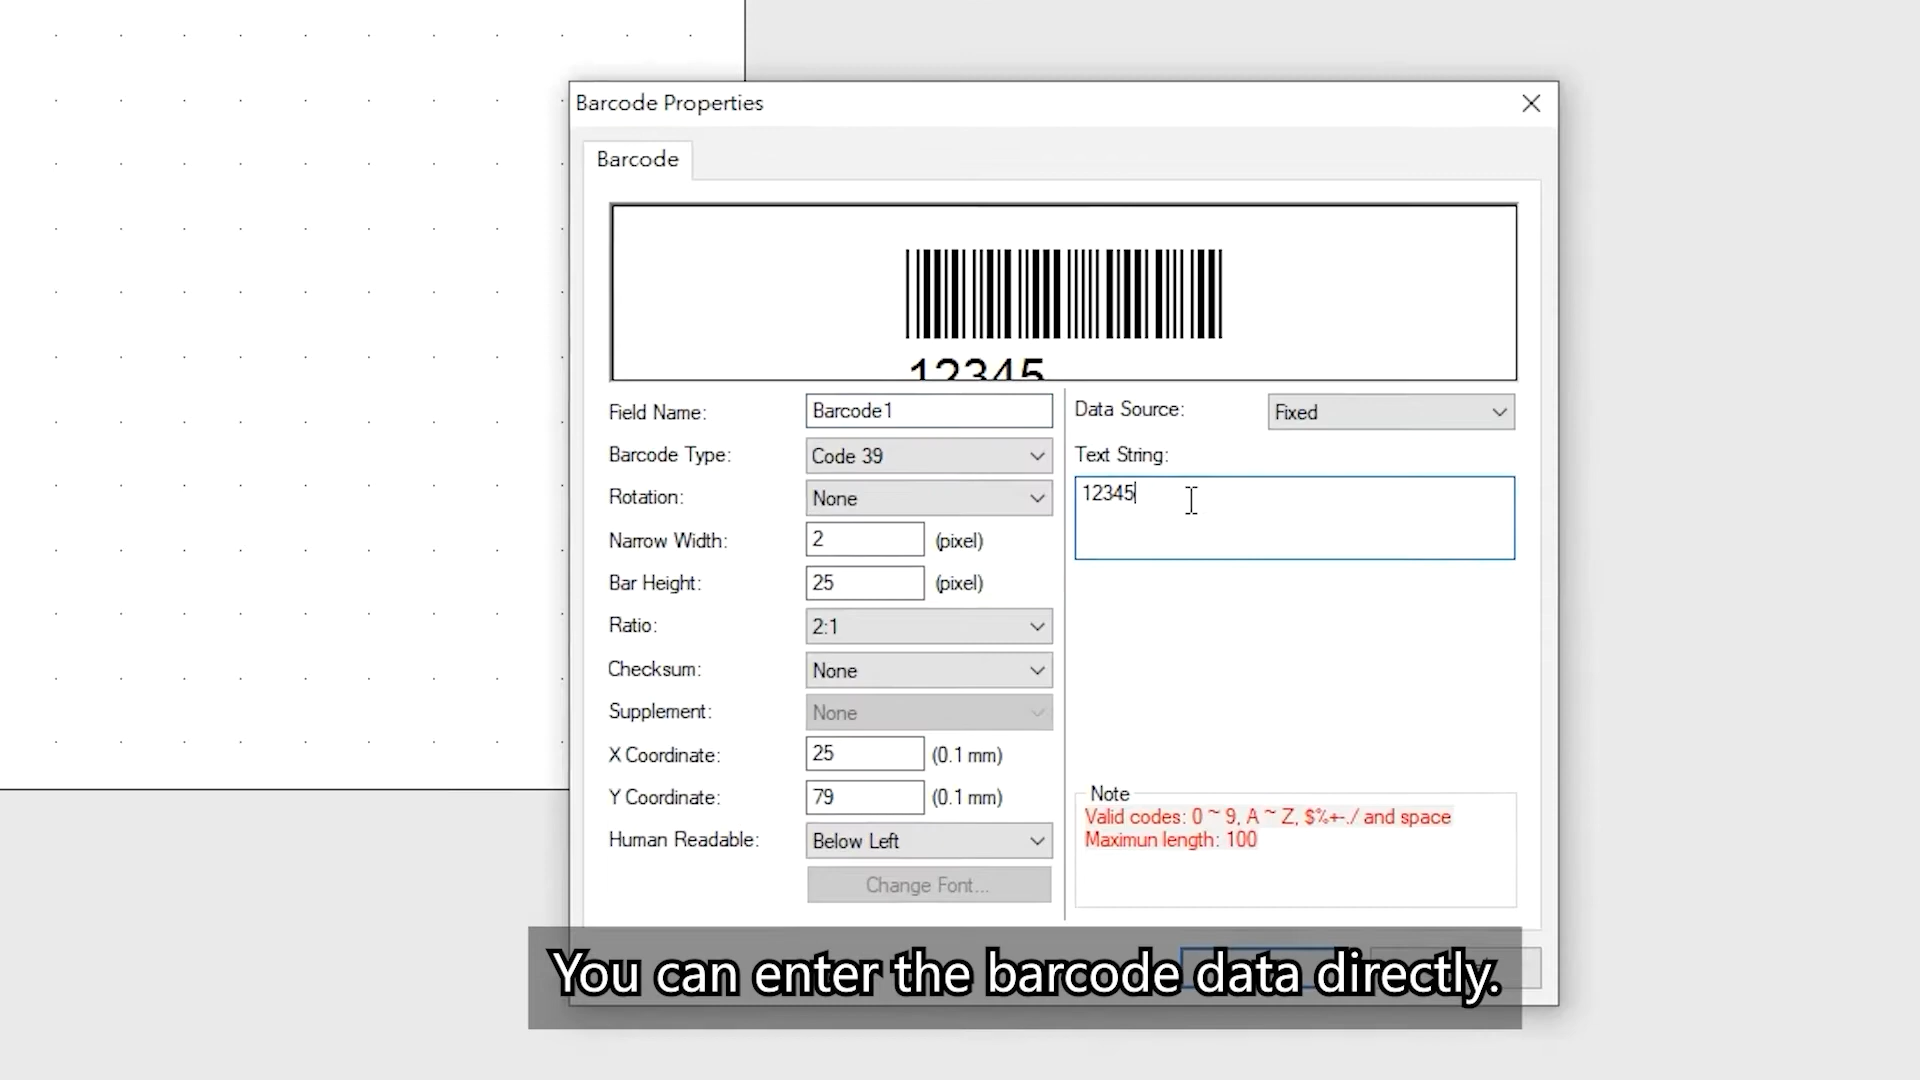 Barcode Properties
Barcode
12345
Field Name: Barcode1
Barcode Type: Code 39
Rotation: None
Narrow Width: 2 (pixel)
Bar Height: 25 (pixel)
Ratio: 2:1
Checksum: None
Supplement: None
X Coordinate: 25 (0.1 mm)
Y Coordinate: 79 (0.1 mm)
Human Readable: Below Left
Change Font...
Data Source: Fixed
Text String:
12345
Note
Valid codes: 0 ~ 9, A ~ Z, $%+-./ and space
Maximun length: 100
You can enter the barcode data directly.